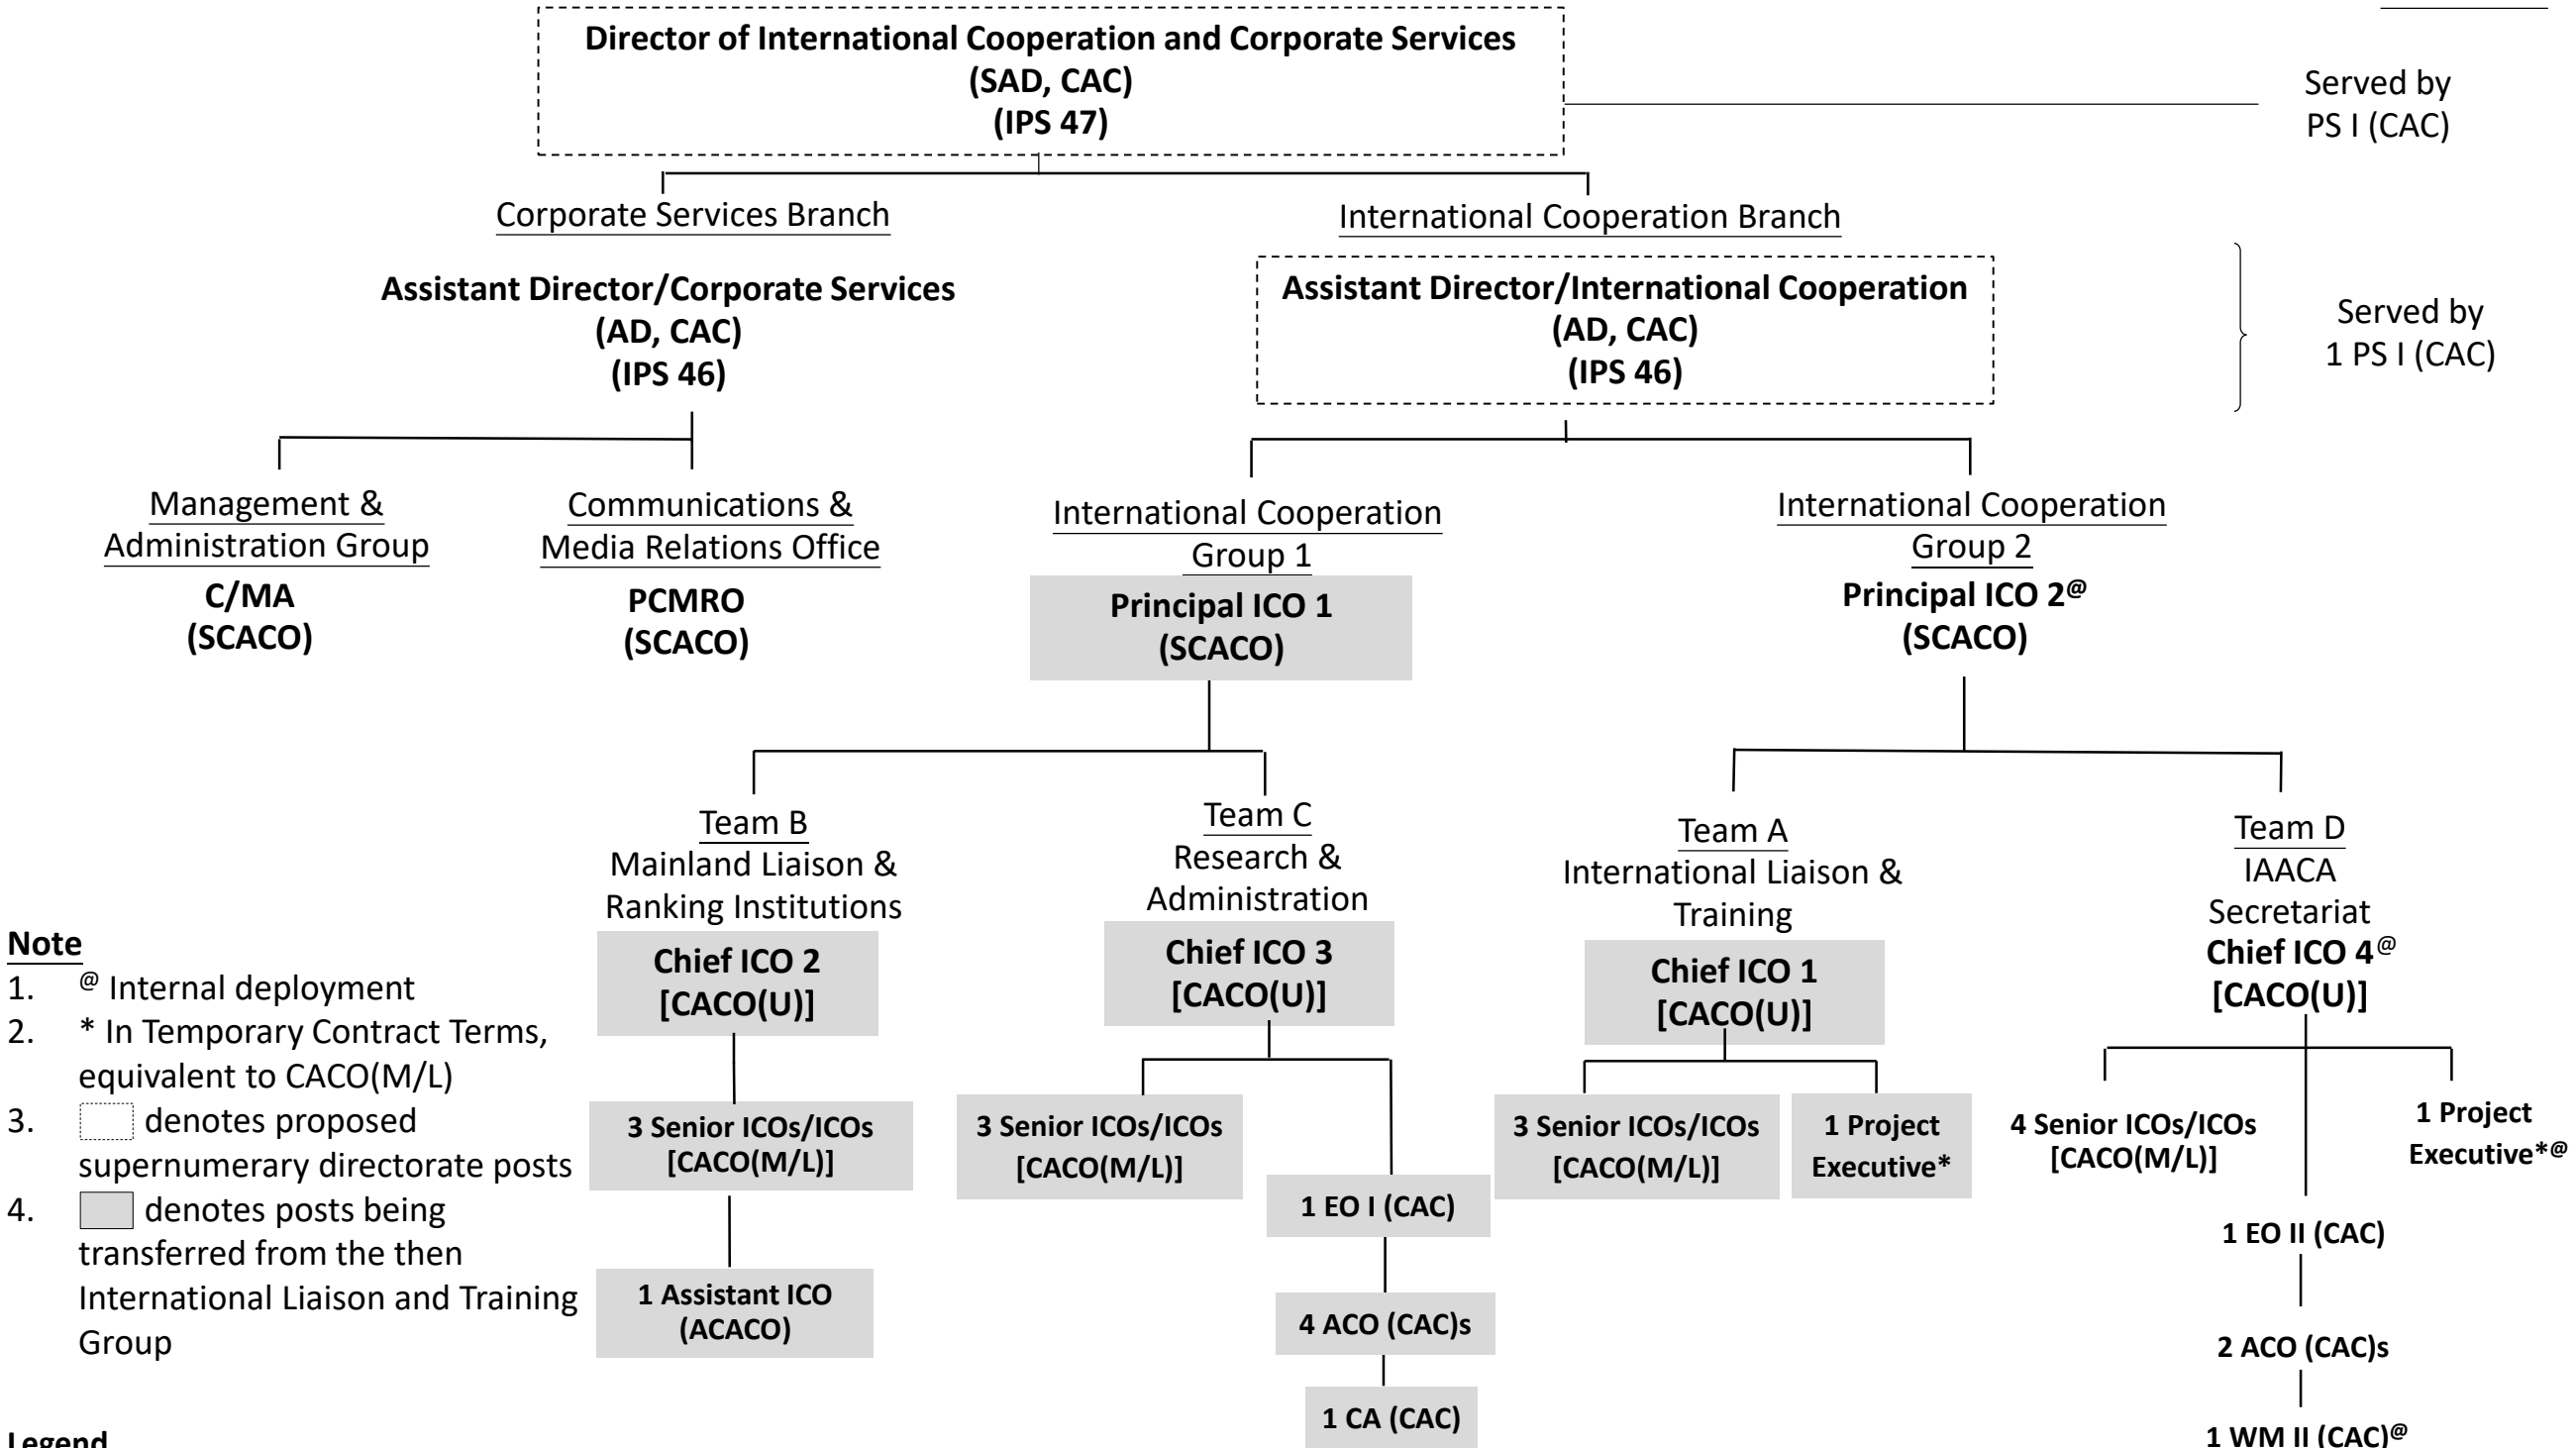 Director of International Cooperation and Corporate Services
(SAD, CAC)
(IPS 47)
Served by
PS I (CAC)
Corporate Services Branch
International Cooperation Branch
Assistant Director/Corporate Services
(AD, CAC)
(IPS 46)
Assistant Director/International Cooperation
(AD, CAC)
(IPS 46)
Served by
1 PS I (CAC)
Management &
Administration Group
C/MA
(SCACO)
Communications &
Media Relations Office
PCMRO
(SCACO)
International Cooperation
Group 1
Principal ICO 1
(SCACO)
International Cooperation
Group 2
Principal ICO 2@
(SCACO)
Team B
Mainland Liaison &
Ranking Institutions
Chief ICO 2
[CACO(U)]
3 Senior ICOs/ICOs
[CACO(M/L)]
1 Assistant ICO
(ACACO)
Team C
Research &
Administration
Chief ICO 3
[CACO(U)]
3 Senior ICOs/ICOs
[CACO(M/L)]
1 EO I (CAC)
4 ACO (CAC)s
1 CA (CAC)
Team A
International Liaison &
Training
Chief ICO 1
[CACO(U)]
3 Senior ICOs/ICOs
[CACO(M/L)]
1 Project
Executive*
Team D
IAACA
Secretariat
Chief ICO 4@
[CACO(U)]
4 Senior ICOs/ICOs
[CACO(M/L)]
1 Project
Executive*@
1 EO II (CAC)
2 ACO (CAC)s
1 WM II (CAC)@
Note
1. @ Internal deployment
2. * In Temporary Contract Terms,
equivalent to CACO(M/L)
3. denotes proposed
supernumerary directorate posts
4. denotes posts being
transferred from the then
International Liaison and Training
Group
Legend